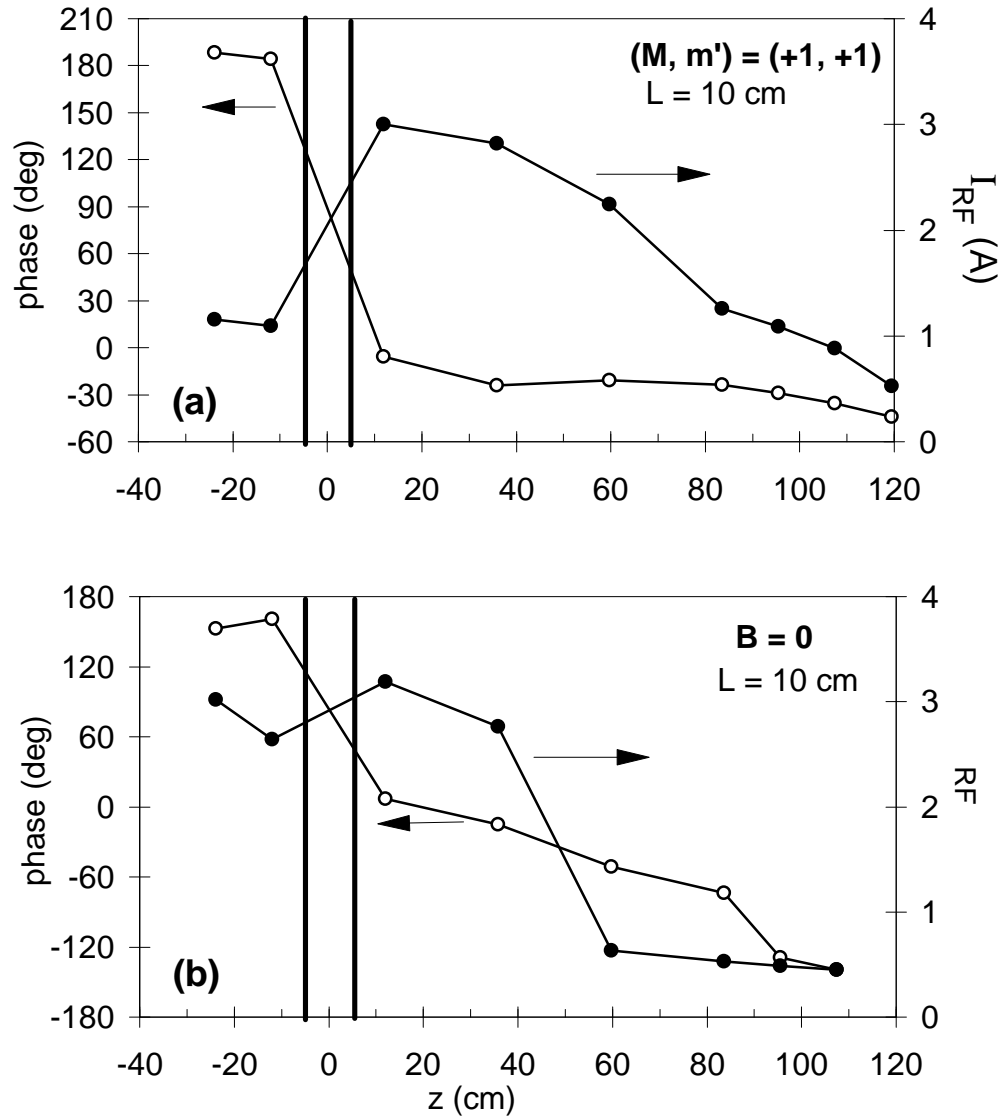 210
180
150
120
90
60
30
0
-30
-60
phase (deg)
(M, m') = (+1, +1)
L = 10 cm
(a)
4
3
2
1
0
I RF (A)
-40 -20 0 20 40 60 80 100 120
180
120
60
0
-60
-120
-180
phase (deg)
B = 0
L = 10 cm
(b)
4
3
2
1
0
RF
-40 -20 0 20 40 60 80 100 120
z (cm)